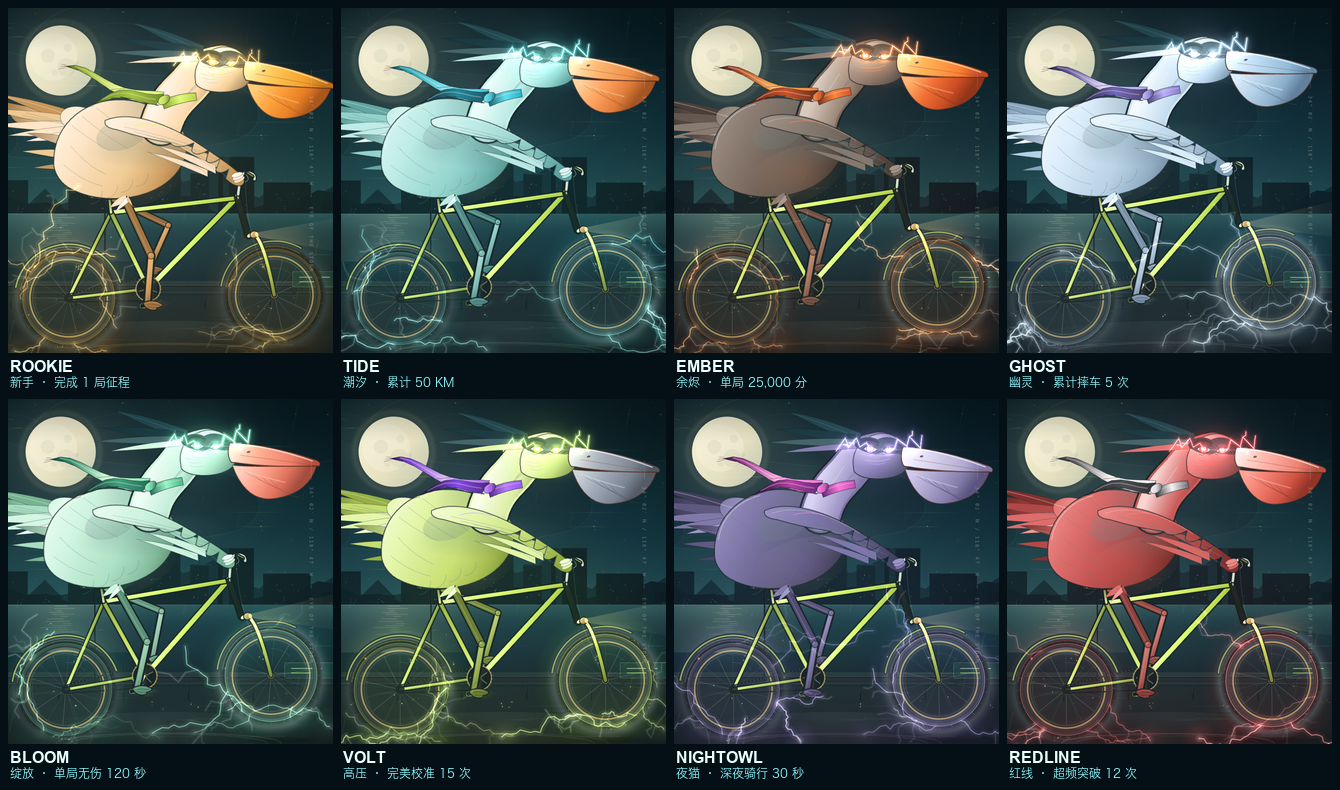 ROOKIE
新手 · 完成 1 局征程
TIDE
潮汐 · 累计 50 KM
EMBER
余烬 · 单局 25,000 分
GHOST
幽灵 · 累计摔车 5 次
BLOOM
绽放 · 单局无伤 120 秒
VOLT
高压 · 完美校准 15 次
NIGHTOWL
夜猫 · 深夜骑行 30 秒
REDLINE
红线 · 超频突破 12 次